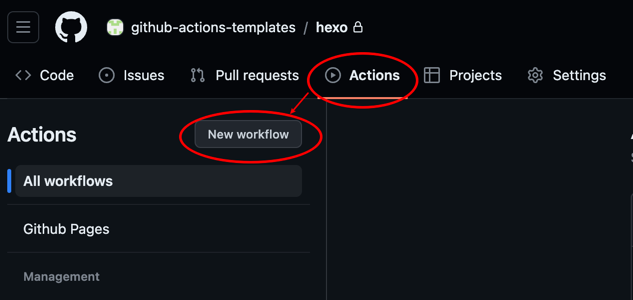 github-actions-templates / hexo
Code Issues Pull requests Actions Projects Settings
Actions New workflow
All workflows
Github Pages
Management